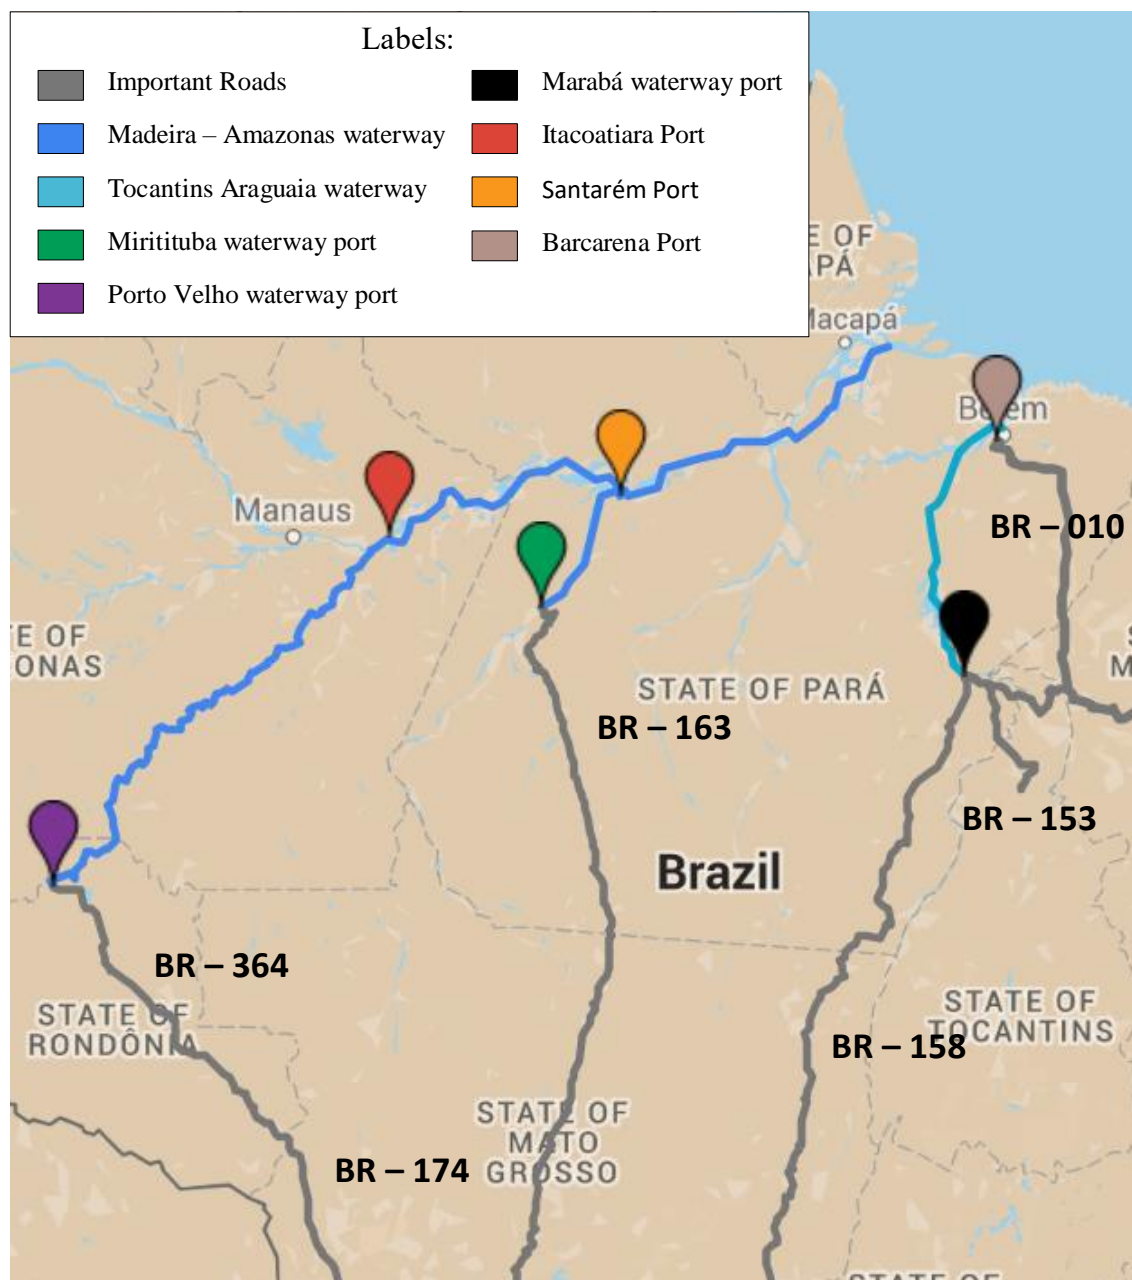 Labels:
Important Roads
Madeira – Amazonas waterway
Tocantins Araguaia waterway
Miritituba waterway port
Porto Velho waterway port
Marabá waterway port
Itacoatiara Port
Santarém Port
Barcarena Port
E OF
APÁ
Macapá
Belém
Manaus
BR – 010
TE OF
ONAS
STATE OF PARÁ
S
M
BR – 163
BR – 153
Brazil
BR – 364
STATE OF
RONDÔNIA
STATE OF
TOCANTINS
BR – 158
STATE OF
MATO
GROSSO
BR – 174
STATE OF